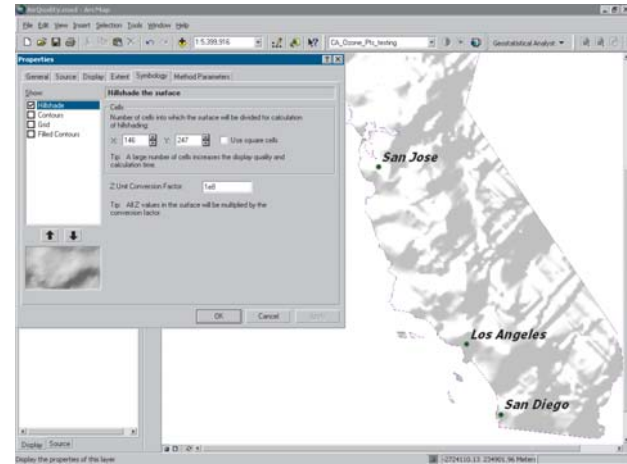 AirQuality.mxd - ArcMap
File Edit View Insert Selection Tools Window Help
1:5,399,916
CA_Ozone_Pts_testing
Geostatistical Analyst
Properties
General Source Display Extent Symbology Method Parameters
Show:
Hillshade
Contours
Grid
Filled Contours
Hillshade the surface
Cells
Number of cells into which the surface will be divided for calculation
of hillshading:
X: 146 Y: 247 Use square cells
Tip: A large number of cells increases the display quality and
calculation time.
Z Unit Conversion Factor: 1e8
Tip: All Z values in the surface will be multiplied by the
conversion factor.
OK Cancel Apply
San Jose
Los Angeles
San Diego
Display Source
Display the properties of this layer
-2724110.13 234901.96 Meters